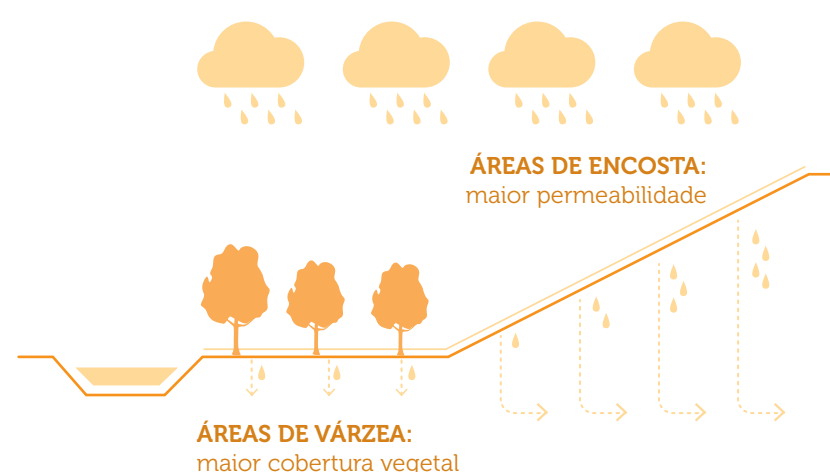 ÁREAS DE ENCOSTA:
maior permeabilidade
ÁREAS DE VÁRZEA:
maior cobertura vegetal